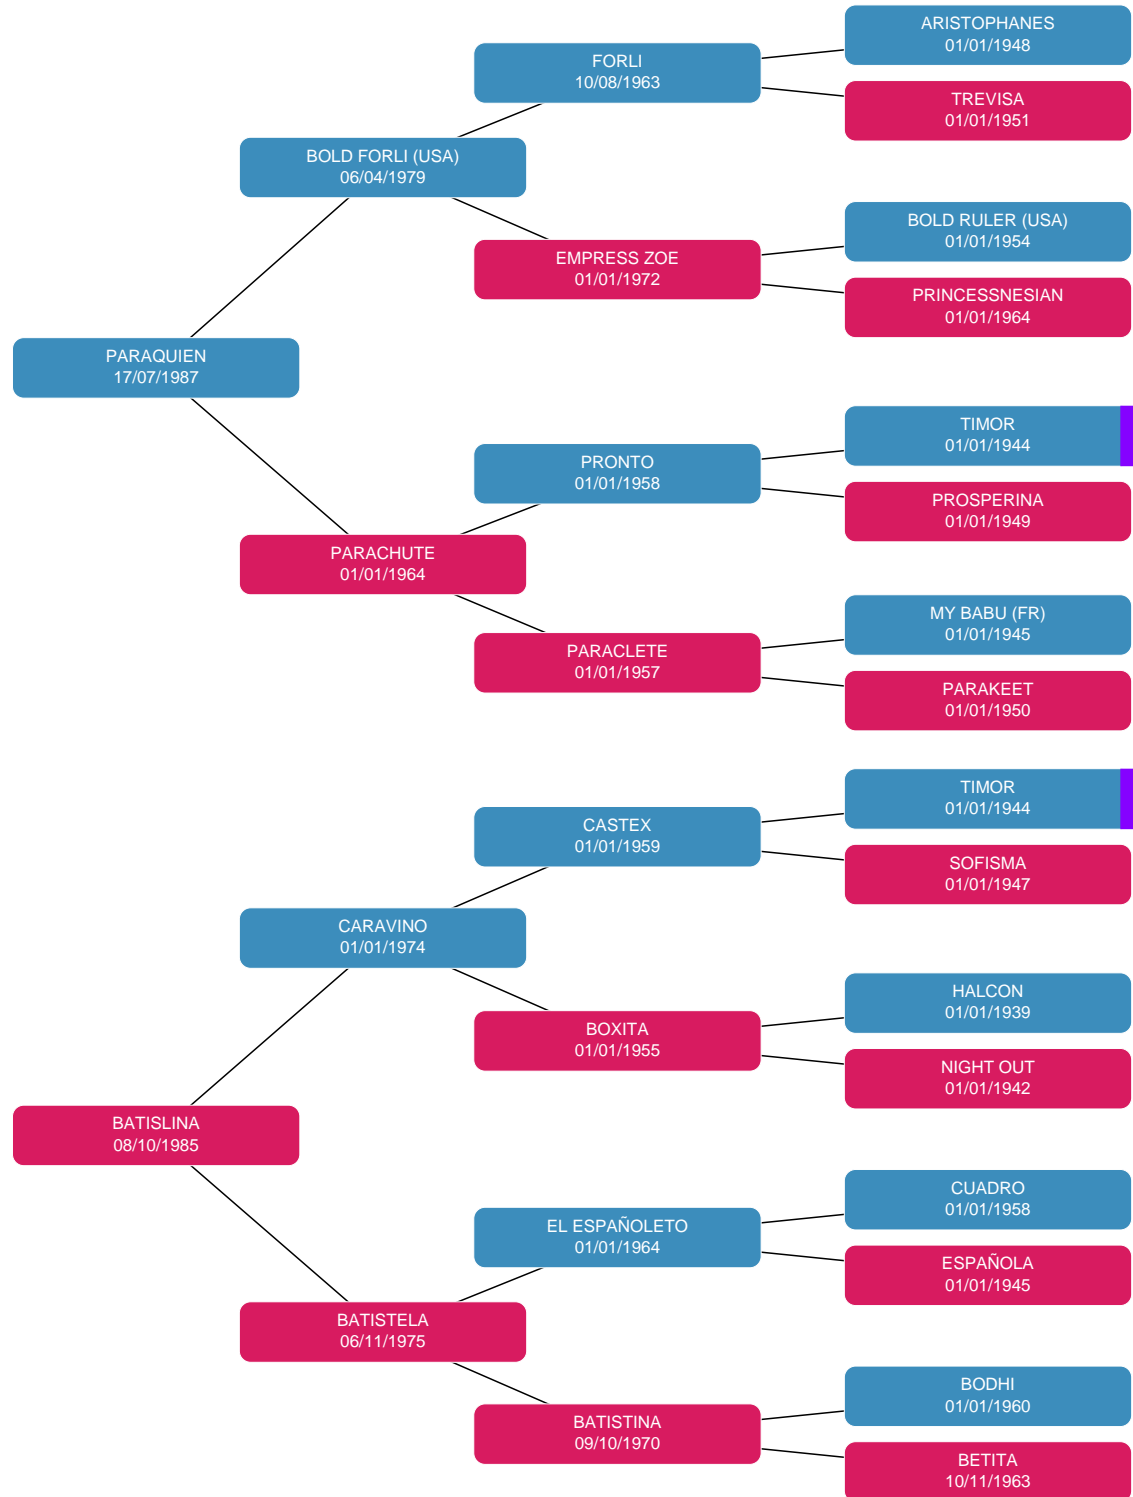 ARISTOPHANES
01/01/1948
FORLI
10/08/1963
TREVISA
01/01/1951
BOLD FORLI (USA)
06/04/1979
BOLD RULER (USA)
01/01/1954
EMPRESS ZOE
01/01/1972
PRINCESSNESIAN
01/01/1964
PARAQUIEN
17/07/1987
TIMOR
01/01/1944
PRONTO
01/01/1958
PROSPERINA
01/01/1949
PARACHUTE
01/01/1964
MY BABU (FR)
01/01/1945
PARACLETE
01/01/1957
PARAKEET
01/01/1950
TIMOR
01/01/1944
CASTEX
01/01/1959
SOFISMA
01/01/1947
CARAVINO
01/01/1974
HALCON
01/01/1939
BOXITA
01/01/1955
NIGHT OUT
01/01/1942
BATISLINA
08/10/1985
CUADRO
01/01/1958
EL ESPAÑOLETO
01/01/1964
ESPAÑOLA
01/01/1945
BATISTELA
06/11/1975
BODHI
01/01/1960
BATISTINA
09/10/1970
BETITA
10/11/1963